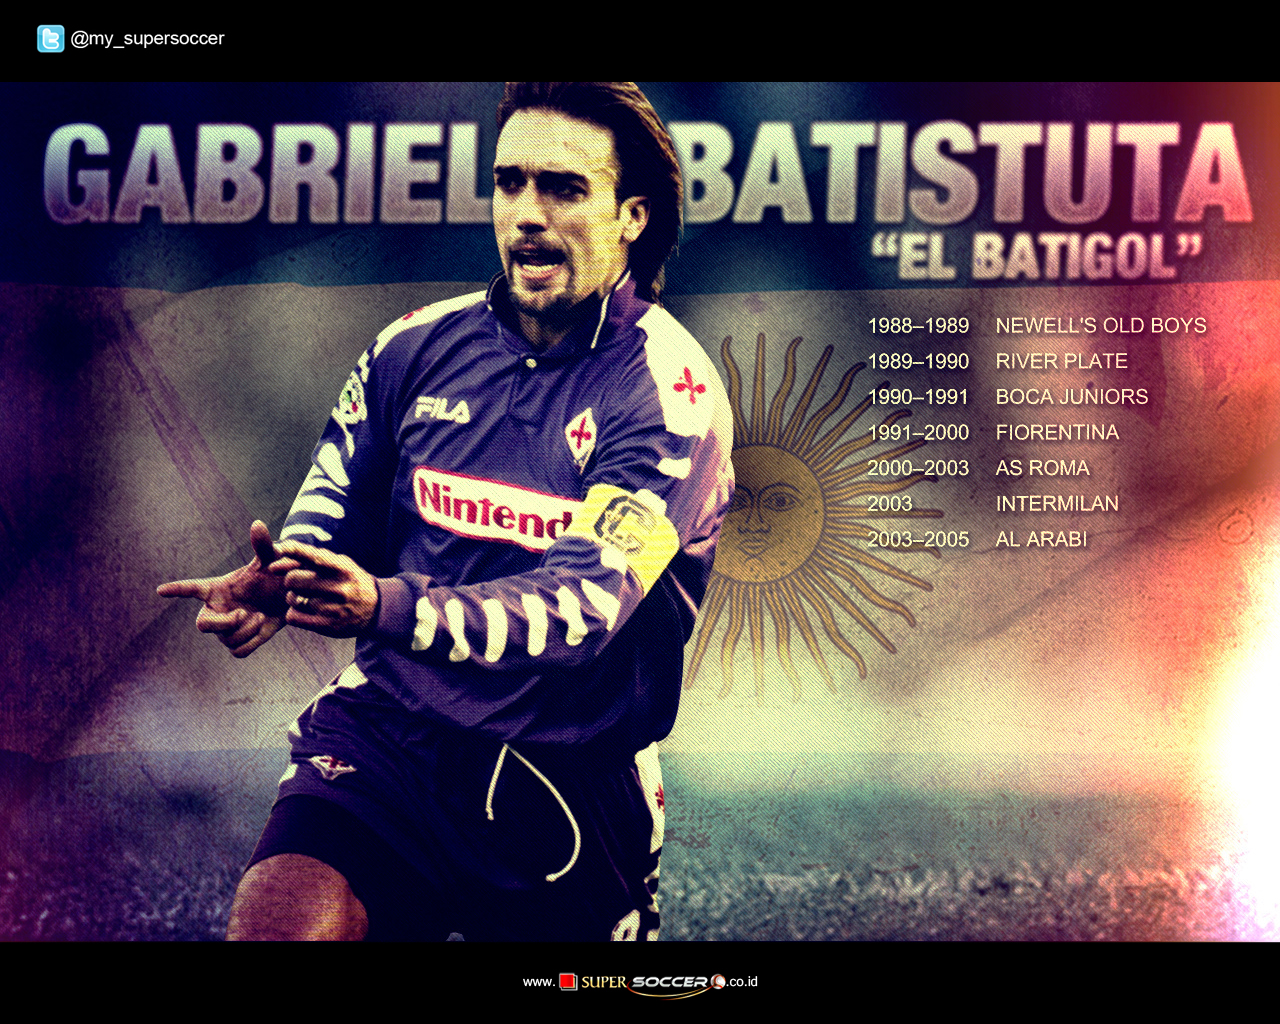 @my_supersoccer
GABRIEL BATISTUTA
“EL BATIGOL”
1988–1989 NEWELL'S OLD BOYS
1989–1990 RIVER PLATE
1990–1991 BOCA JUNIORS
1991–2000 FIORENTINA
2000–2003 AS ROMA
2003 INTERMILAN
2003–2005 AL ARABI
FILA
Nintend
www. SUPER SOCCER .co.id